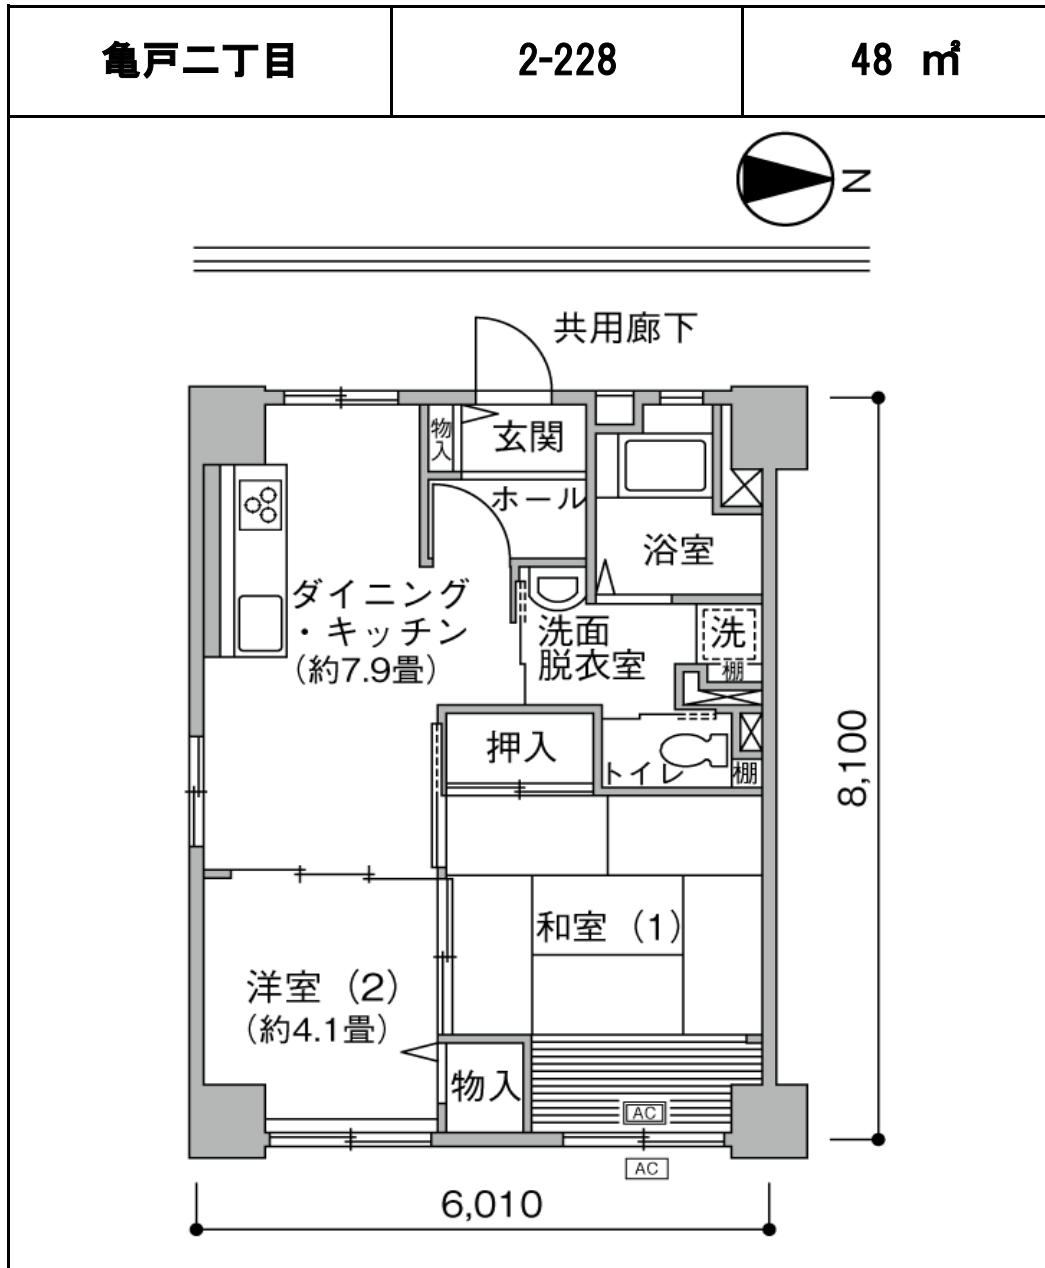 亀戸二丁目
2-228
48 ㎡
N
共用廊下
物入
玄関
ホール
浴室
ダイニング
・キッチン
(約7.9畳)
洗面
脱衣室
洗
棚
押入
トイレ
棚
8,100
和室 (1)
洋室 (2)
(約4.1畳)
物入
AC
AC
6,010